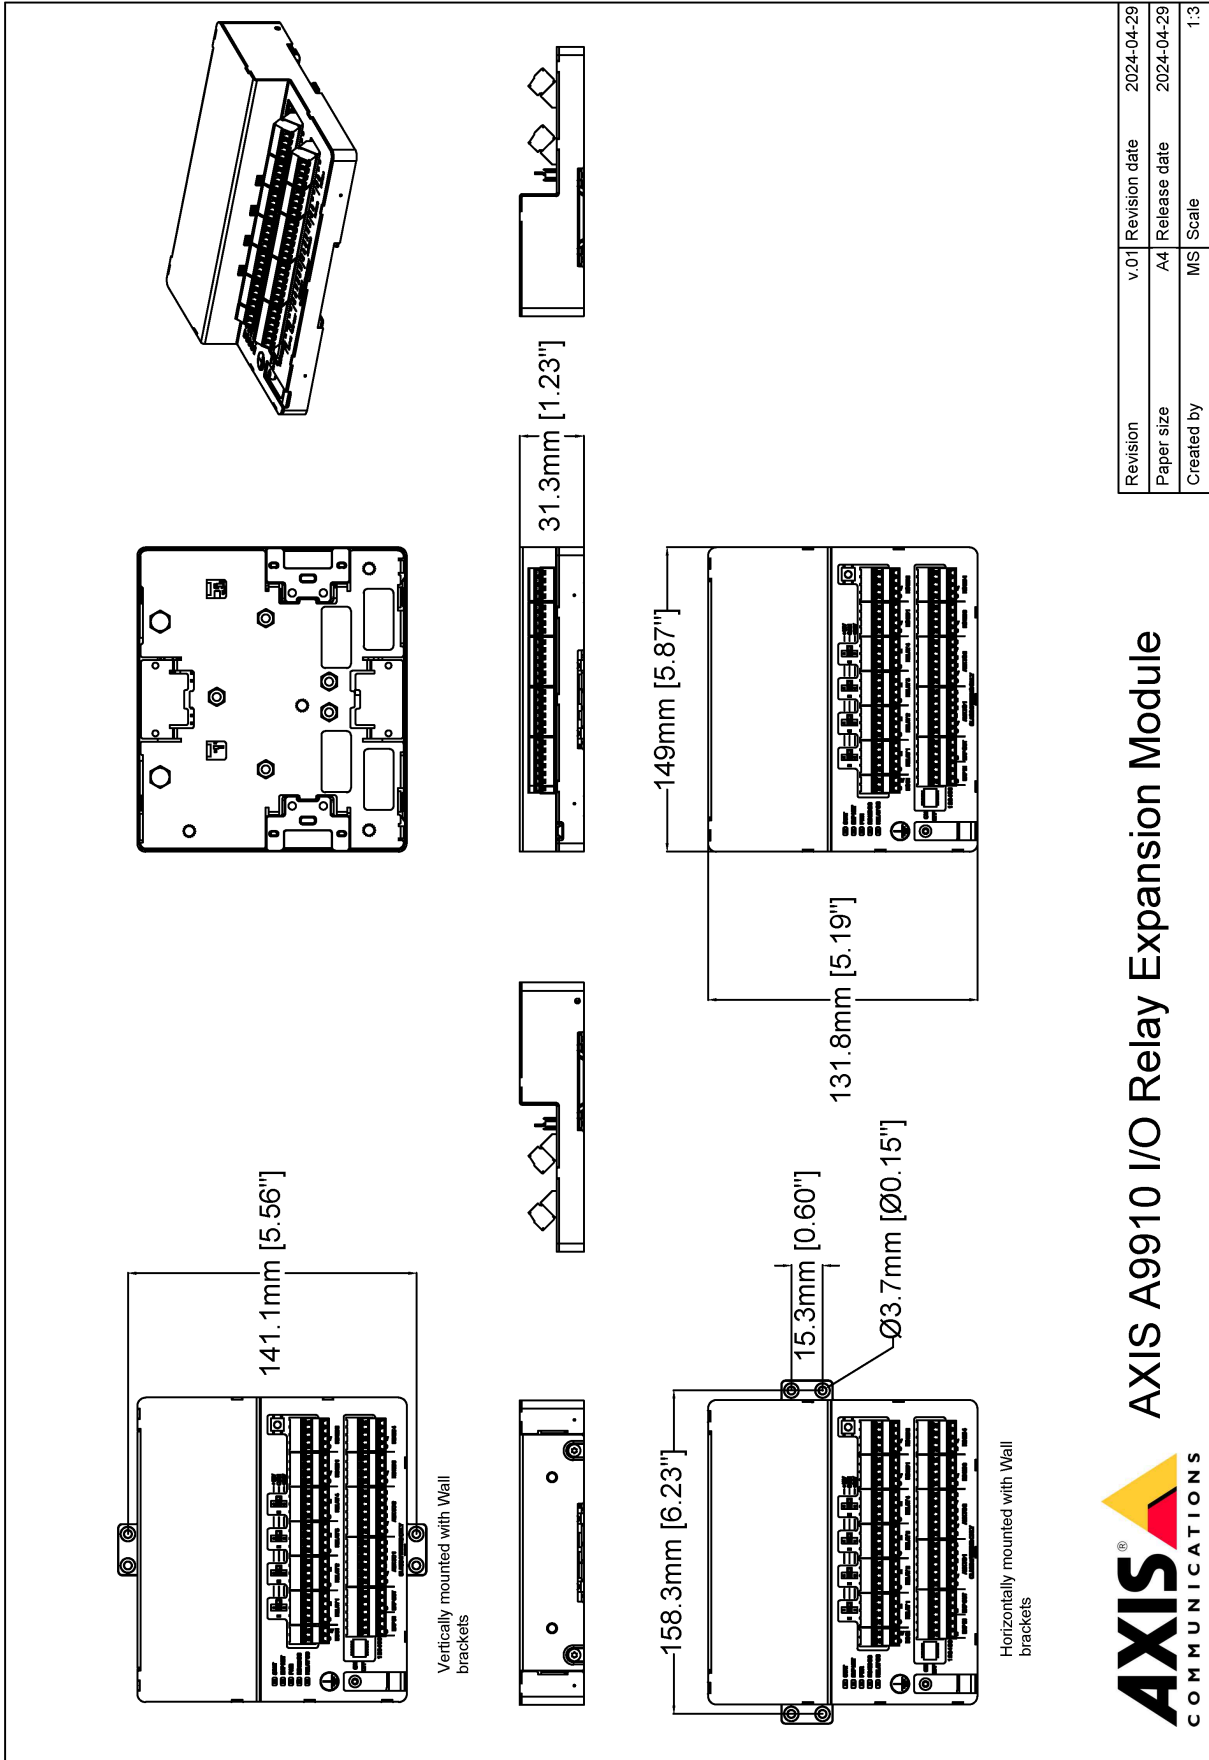 141.1mm [5.56"]
Vertically mounted with Wall
brackets
31.3mm [1.23"]
158.3mm [6.23"]
15.3mm [0.60"]
Ø3.7mm [Ø0.15"]
Horizontally mounted with Wall
brackets
149mm [5.87"]
131.8mm [5.19"]
AXIS®
COMMUNICATIONS
AXIS A9910 I/O Relay Expansion Module
Revision v.01 Revision date 2024-04-29
Paper size A4 Release date 2024-04-29
Created by MS Scale 1:3